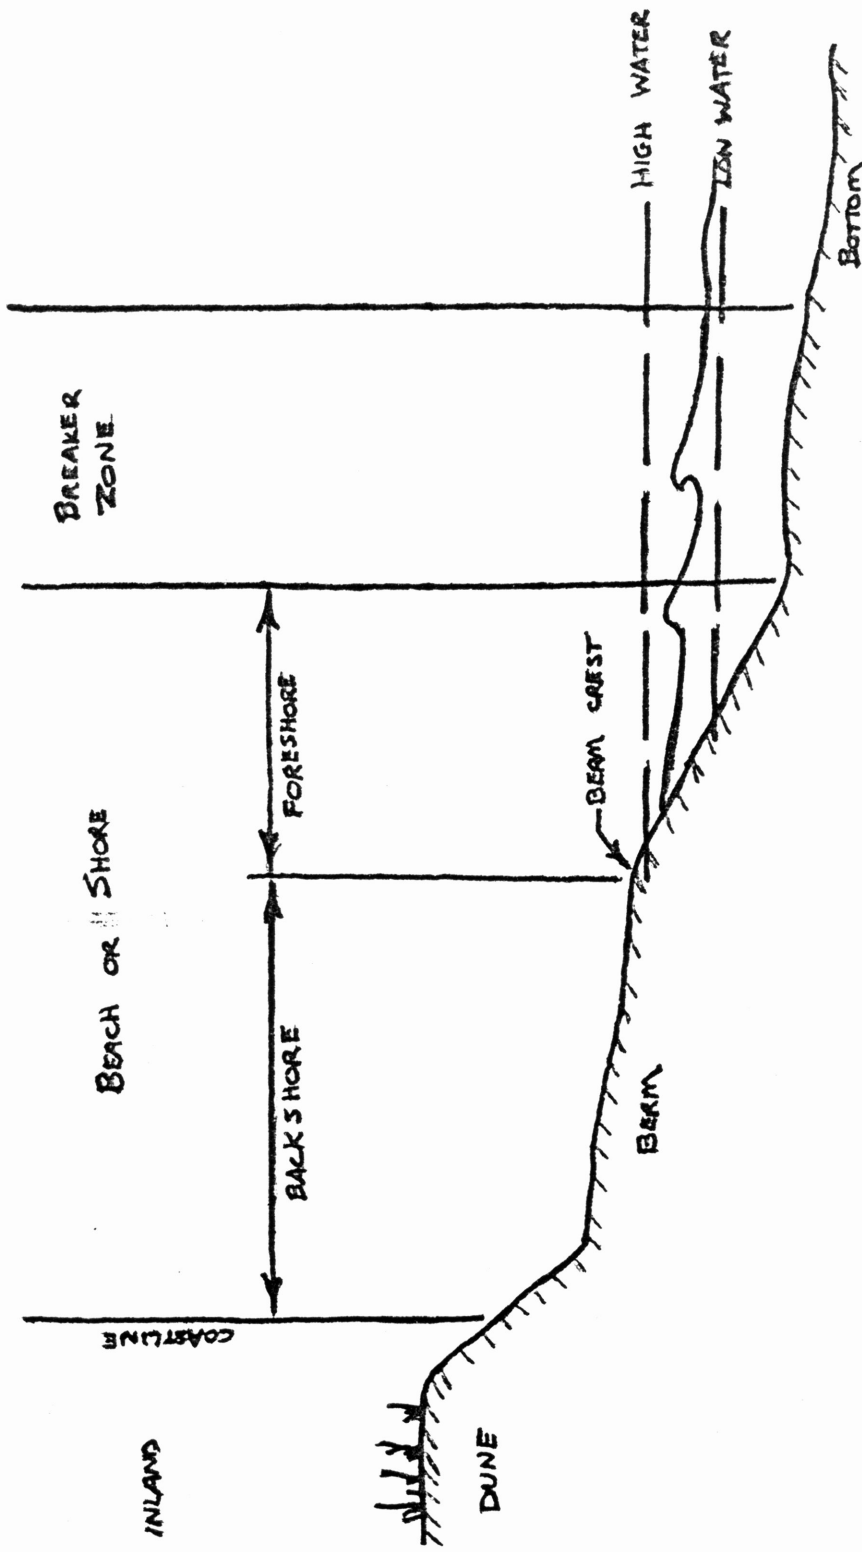 INLAND
COASTLINE
BEACH OR SHORE
BREAKER
ZONE
BACKSHORE
FORESHORE
DUNE
BERM
BERM CREST
HIGH WATER
LOW WATER
BOTTOM